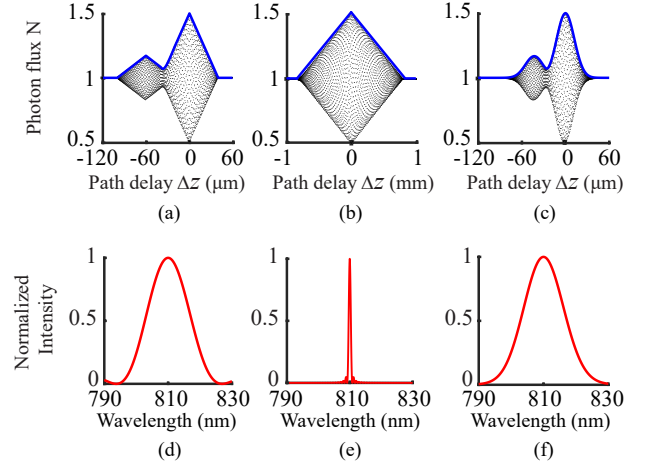 Photon flux N
1.5
1
0.5
-120 -60 0 60
Path delay Δz (μm)
(a)
1.5
1
0.5
-1 0 1
Path delay Δz (mm)
(b)
1.5
1
0.5
-120 -60 0 60
Path delay Δz (μm)
(c)
Normalized
Intensity
1
0.5
0
790 810 830
Wavelength (nm)
(d)
1
0.5
0
790 810 830
Wavelength (nm)
(e)
1
0.5
0
790 810 830
Wavelength (nm)
(f)